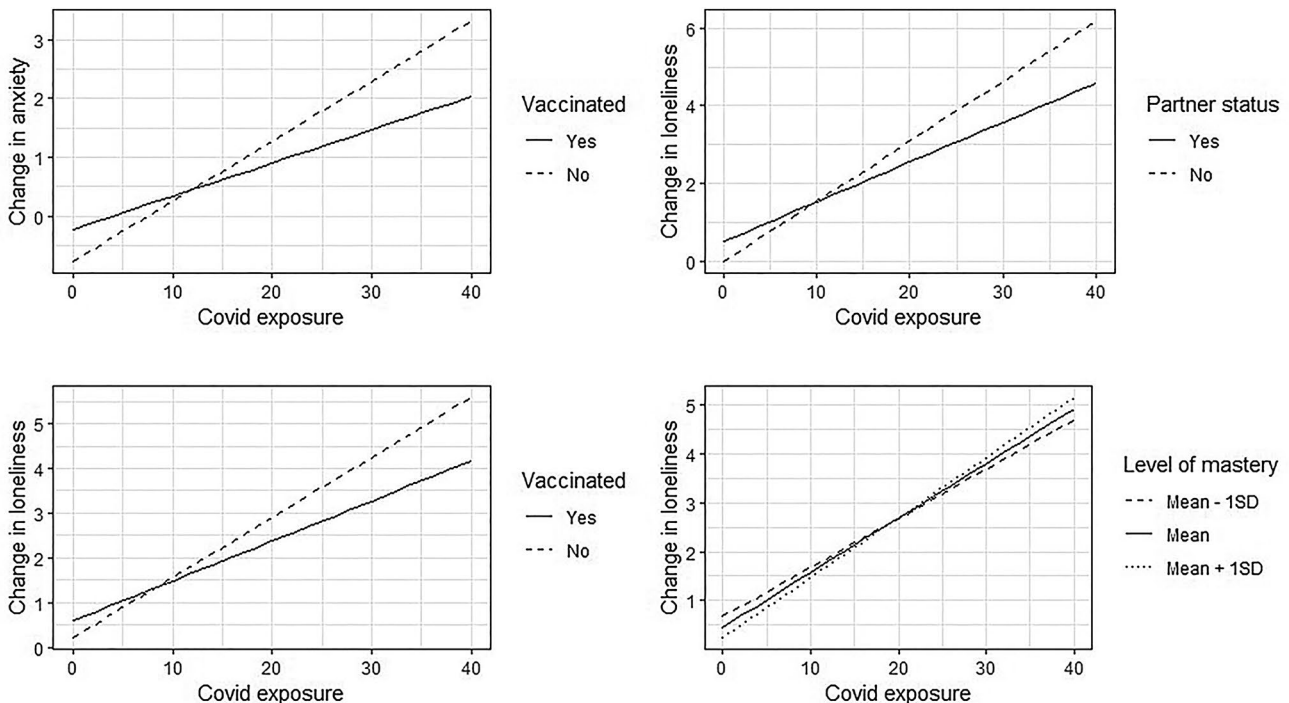 Change in anxiety
3
2
1
0
0 10 20 30 40
Covid exposure
Vaccinated
Yes
No
Change in loneliness
6
4
2
0
0 10 20 30 40
Covid exposure
Partner status
Yes
No
Change in loneliness
5
4
3
2
1
0
0 10 20 30 40
Covid exposure
Vaccinated
Yes
No
Change in loneliness
5
4
3
2
1
0 10 20 30 40
Covid exposure
Level of mastery
Mean - 1SD
Mean
Mean + 1SD